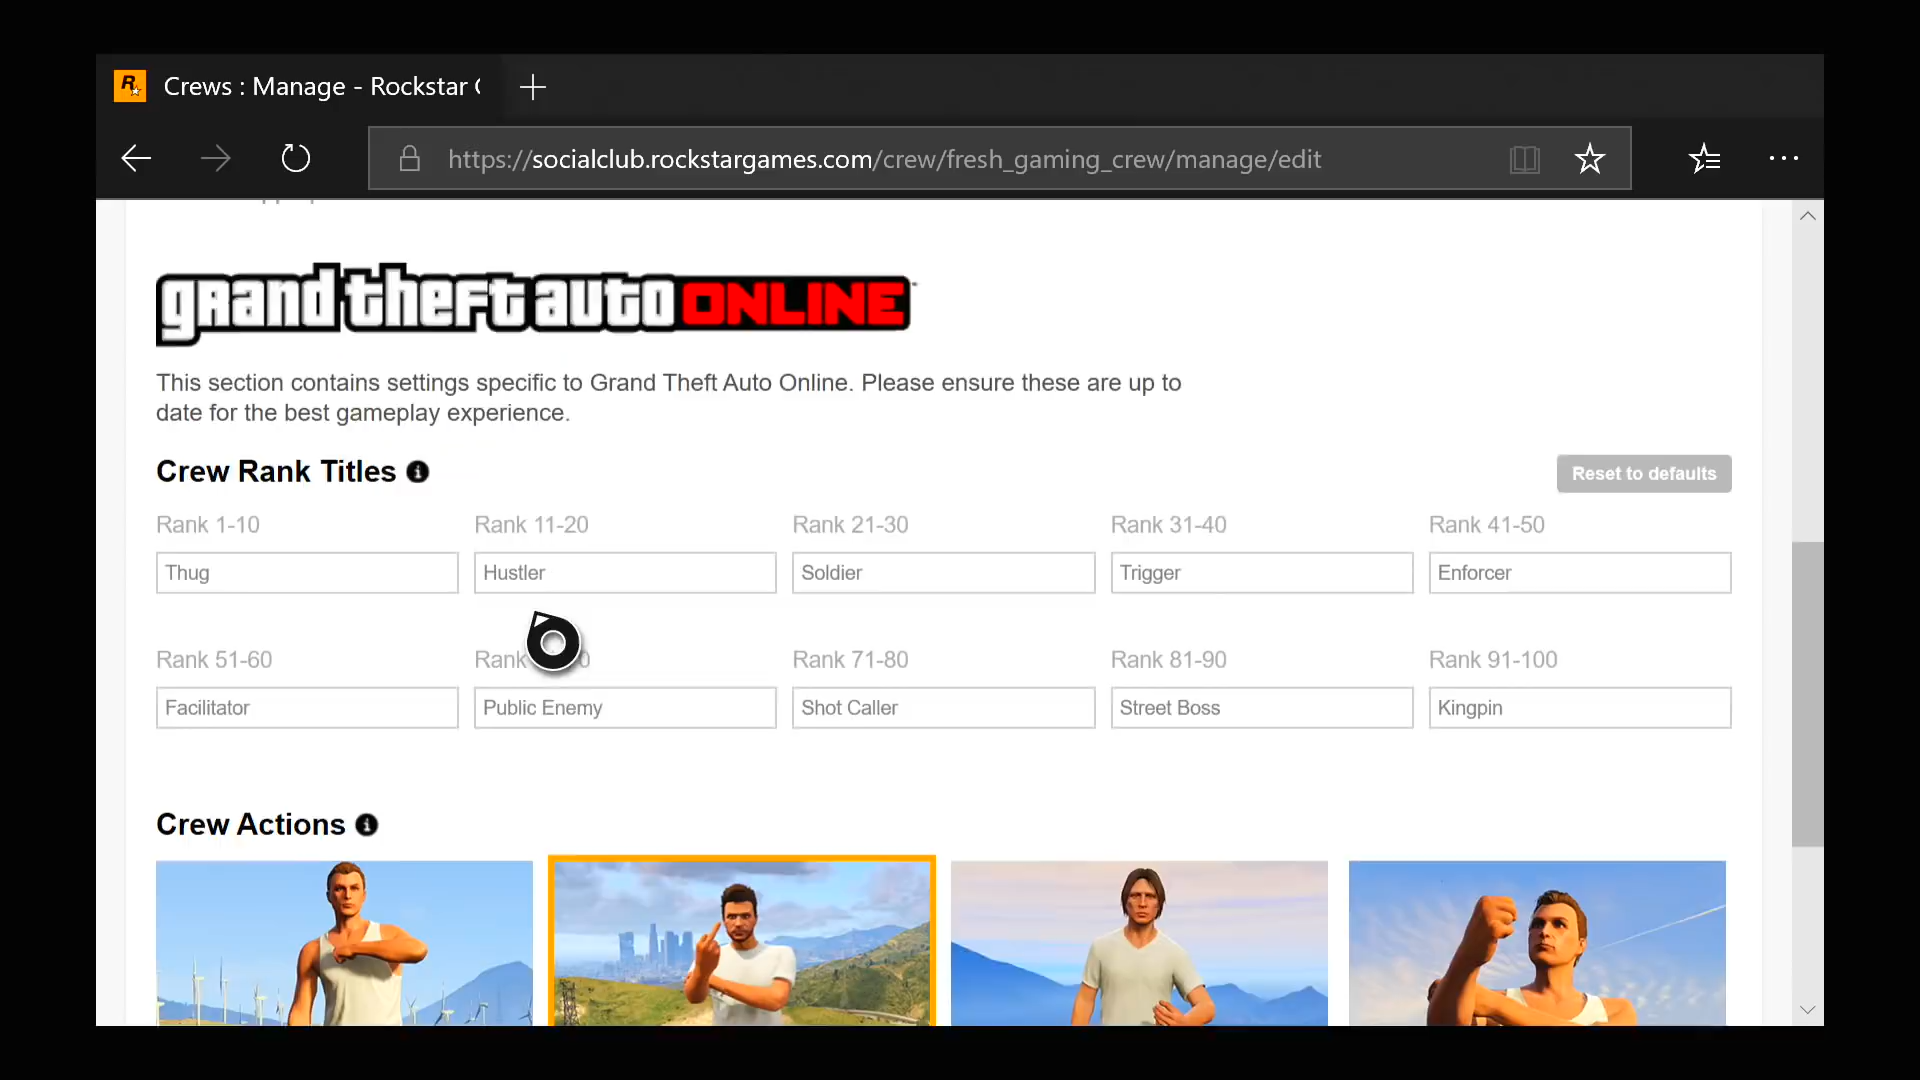 Crews : Manage - Rockstar
https://socialclub.rockstargames.com/crew/fresh_gaming_crew/manage/edit
grand theft auto ONLINE
This section contains settings specific to Grand Theft Auto Online. Please ensure these are up to
date for the best gameplay experience.
Crew Rank Titles
Reset to defaults
Rank 1-10 Rank 11-20 Rank 21-30 Rank 31-40 Rank 41-50
Thug Hustler Soldier Trigger Enforcer
Rank 51-60 Rank Rank 71-80 Rank 81-90 Rank 91-100
Facilitator Public Enemy Shot Caller Street Boss Kingpin
Crew Actions